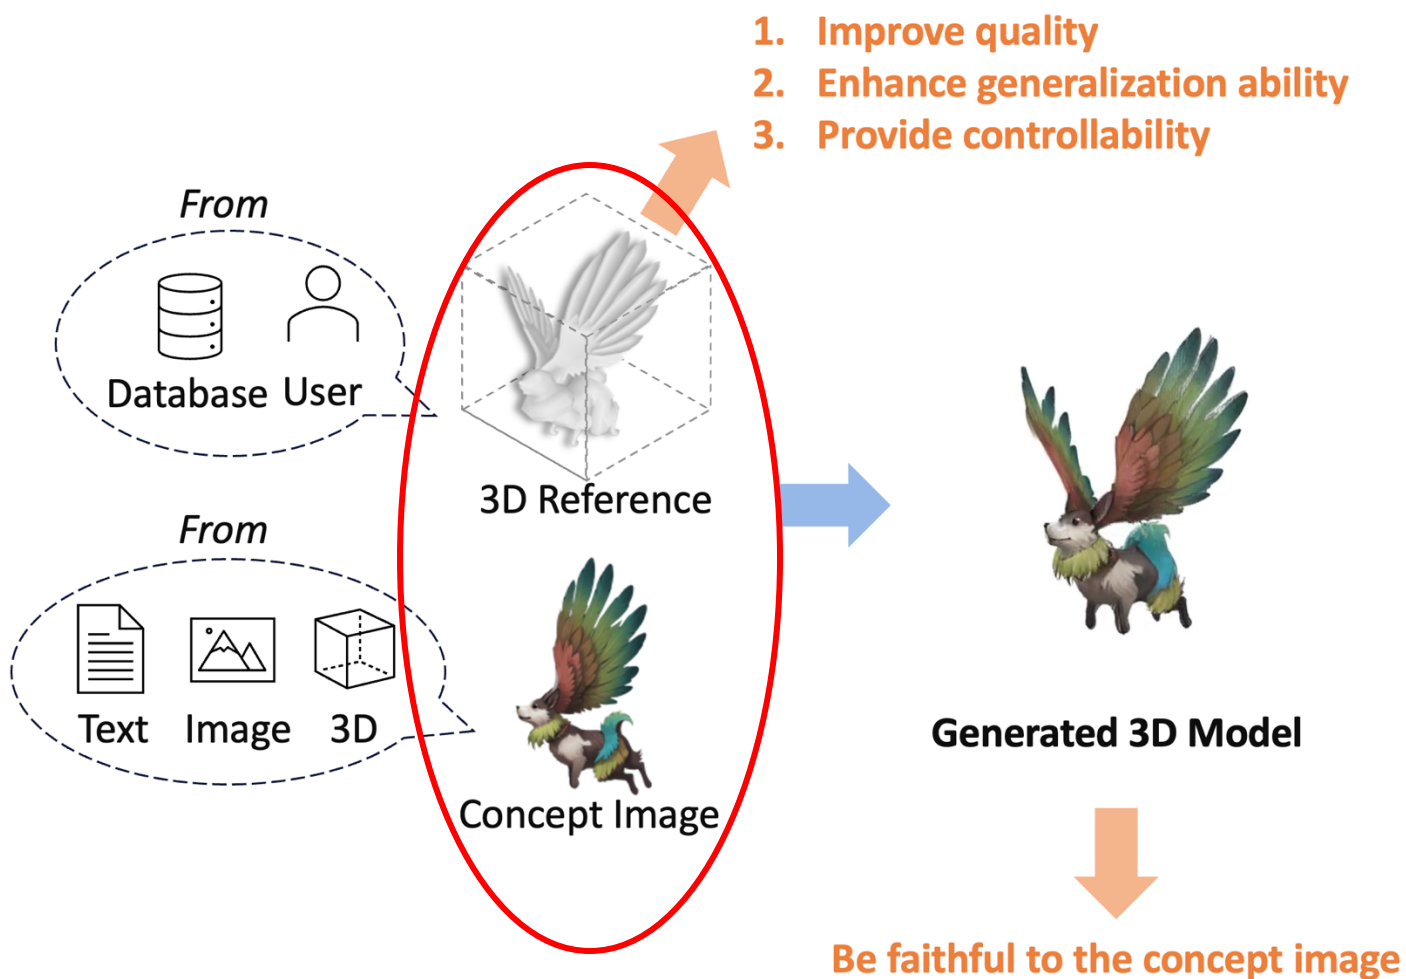 1. Improve quality
2. Enhance generalization ability
3. Provide controllability
From
Database User
3D Reference
From
Text Image 3D
Concept Image
Generated 3D Model
Be faithful to the concept image